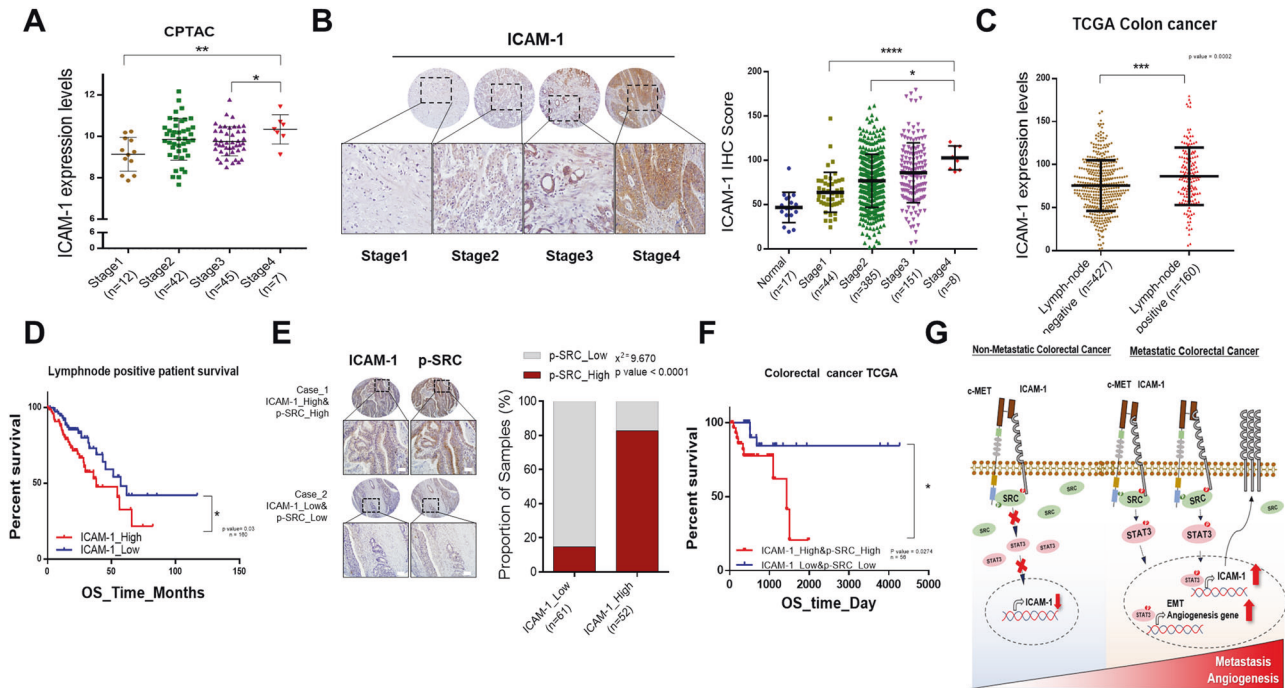 A
CPTAC
**
*
ICAM-1 expression levels
12
10
8
6
4
2
0
Stage1
(n=12)
Stage2
(n=42)
Stage3
(n=45)
Stage4
(n=7)
B
ICAM-1
Stage1
Stage2
Stage3
Stage4
****
*
ICAM-1 IHC Score
200
150
100
50
0
Normal
(n=17)
Stage1
(n=44)
Stage2
(n=385)
Stage3
(n=151)
Stage4
(n=8)
C
TCGA Colon cancer
p value = 0.0002
***
ICAM-1 expression levels
200
150
100
50
0
Lymph-node
negative (n=427)
Lymph-node
positive (n=160)
D
Lymphnode positive patient survival
Percent survival
100
50
0
0
50
100
150
ICAM-1_High
ICAM-1_Low
*
p value= 0.03
n = 160
OS_Time_Months
E
ICAM-1
p-SRC
Case_1
ICAM-1_High&
p-SRC_High
Case_2
ICAM-1_Low&
p-SRC_Low
p-SRC_Low
p-SRC_High
x²= 9.670
p value < 0.0001
Proportion of Samples (%)
100
80
60
40
20
0
ICAM-1_Low
(n=61)
ICAM-1_High
(n=52)
F
Colorectal cancer TCGA
Percent survival
100
50
0
0
1000
2000
3000
4000
5000
*
ICAM-1_High&p-SRC_High
ICAM-1_Low&p-SRC_Low
P value = 0.0274
n = 58
OS_time_Day
G
Non-Metastatic Colorectal Cancer
Metastatic Colorectal Cancer
c-MET
ICAM-1
c-MET
ICAM-1
SRC
SRC
SRC
STAT3
STAT3
STAT3
ICAM-1
SRC
SRC
SRC
SRC
STAT3
STAT3
STAT3
ICAM-1
STAT3
EMT
Angiogenesis gene
Metastasis
Angiogenesis